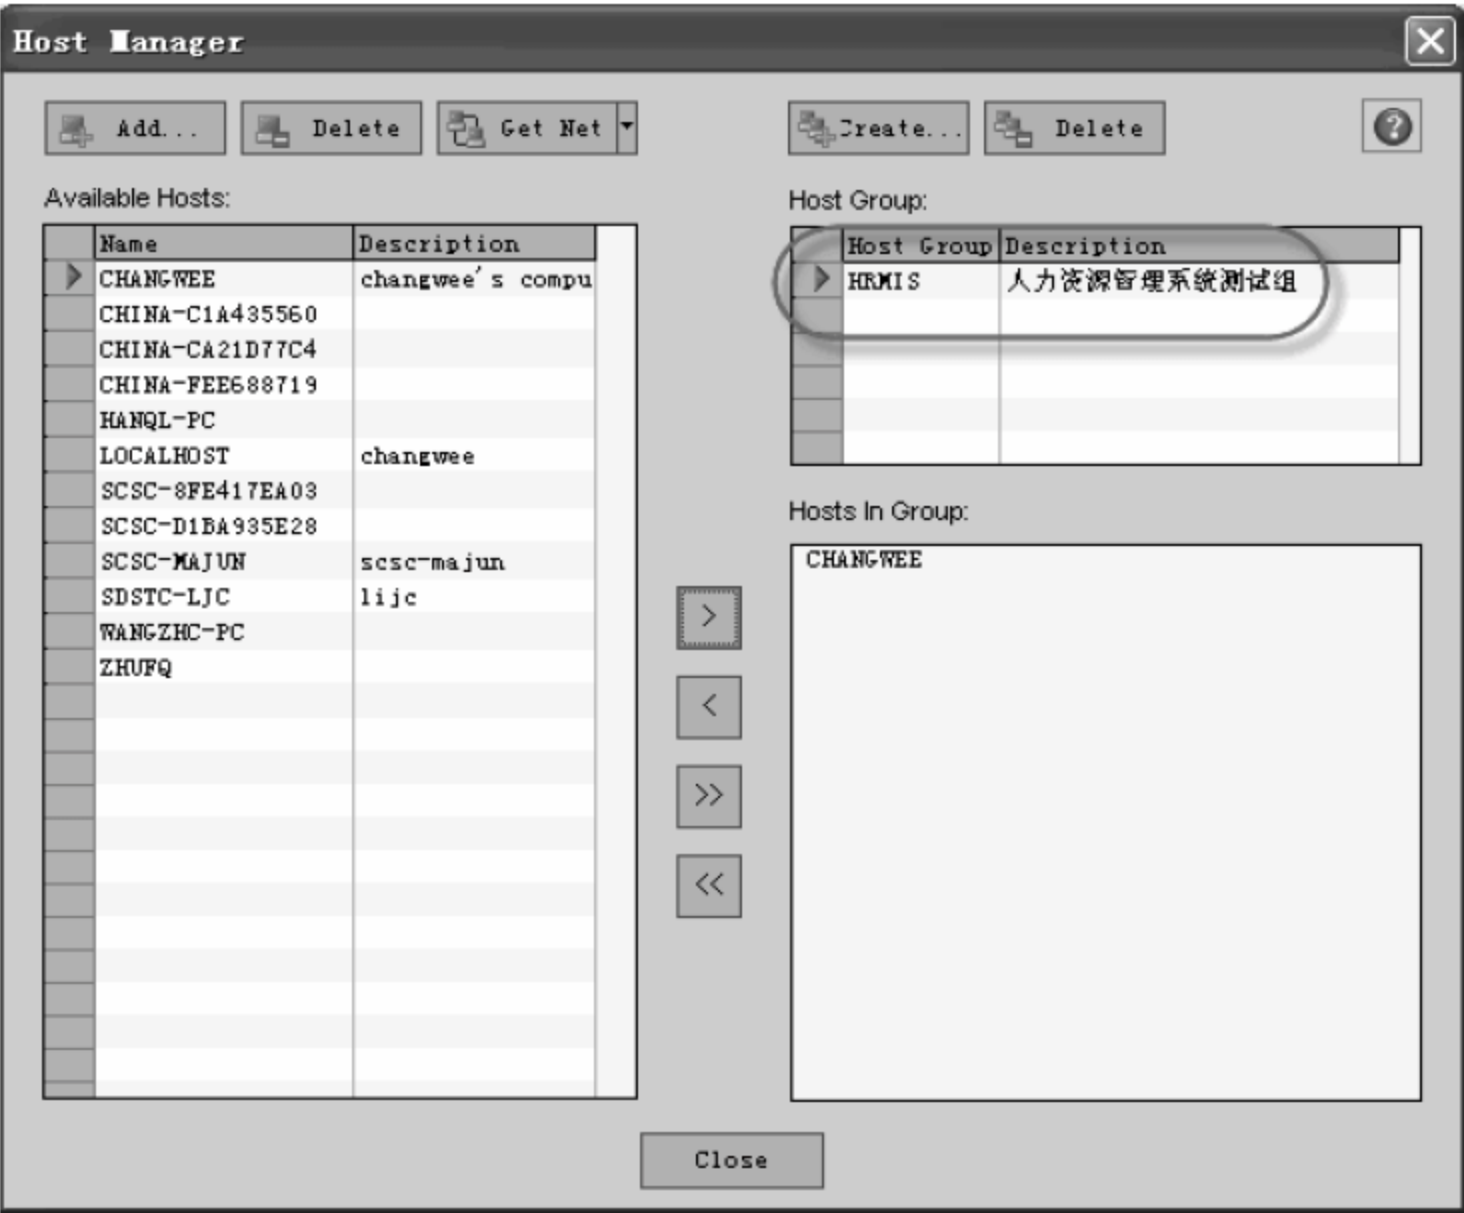 Host Manager
Add...
Delete
Get Net
Create...
Delete
Available Hosts:
Name Description
CHANGWEE changwee's compu
CHINA-C1A435560
CHINA-CA21D77C4
CHINA-FEE688719
HANQL-PC
LOCALHOST changwee
SCSC-8FE417EA03
SCSC-D1BA935E28
SCSC-MAJUN scsc-majun
SDSTC-LJC lijc
WANGZHC-PC
ZHUFQ
>
<
>>
<<
Host Group:
Host Group Description
HRMIS 人力资源管理系统测试组
Hosts In Group:
CHANGWEE
Close